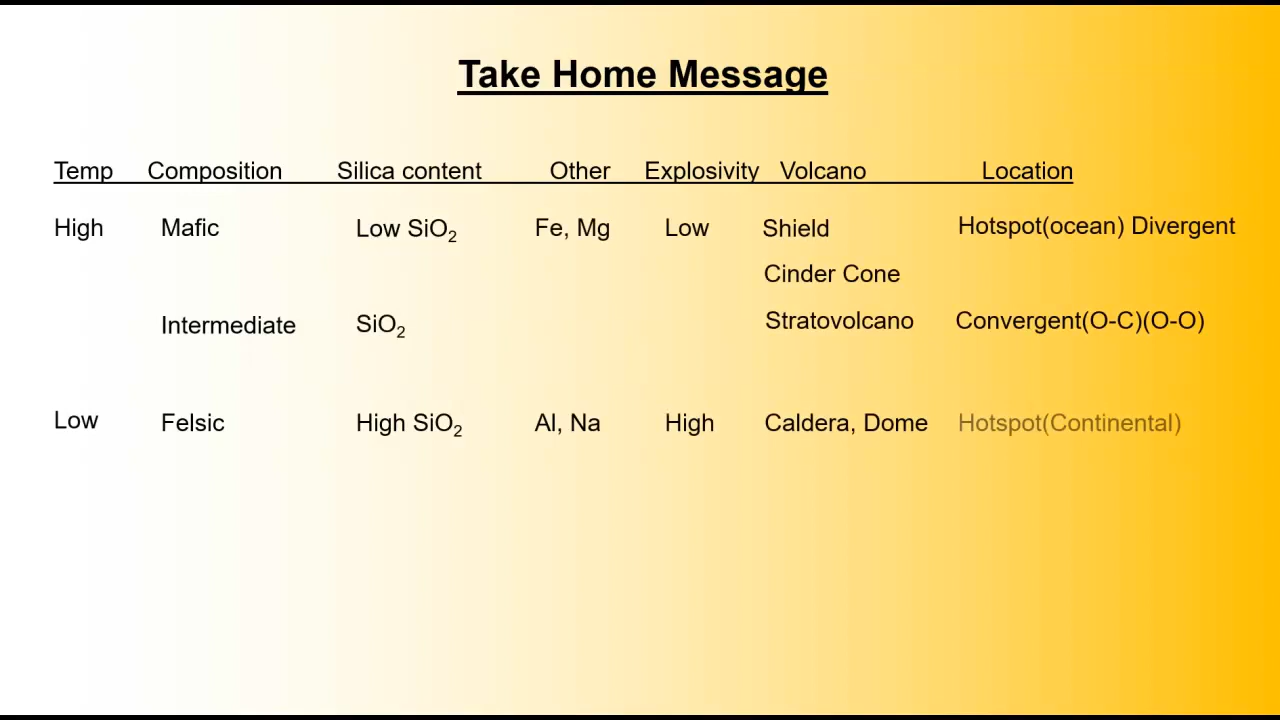 Take Home Message
Temp Composition Silica content Other Explosivity Volcano Location
High Mafic Low SiO₂ Fe, Mg Low Shield Hotspot(ocean) Divergent
Cinder Cone
Intermediate SiO₂ Stratovolcano Convergent(O-C)(O-O)
Low Felsic High SiO₂ Al, Na High Caldera, Dome Hotspot(Continental)